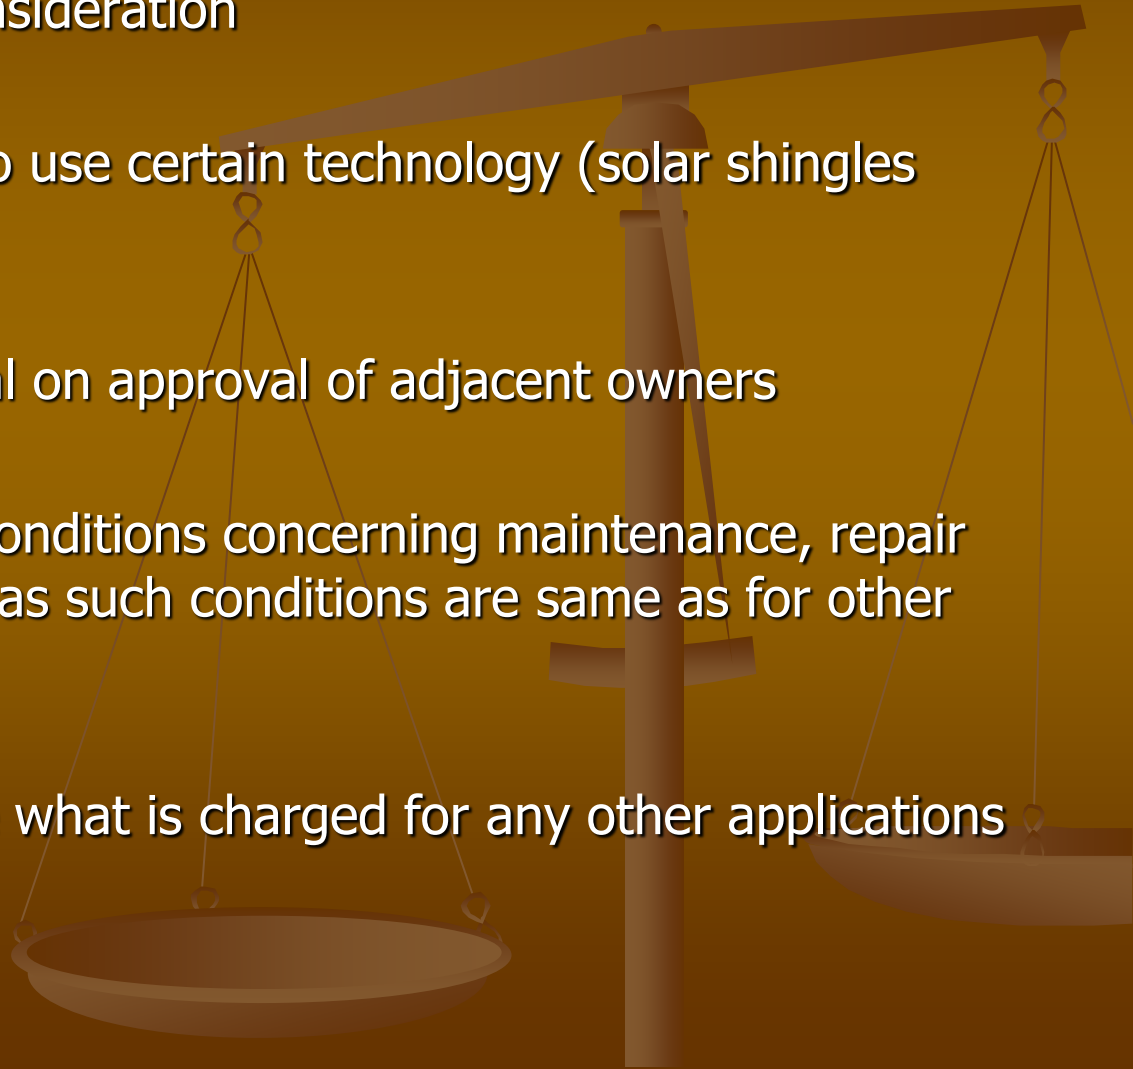 nsideration
o use certain technology (solar shingles
l on approval of adjacent owners
onditions concerning maintenance, repair
as such conditions are same as for other
what is charged for any other applications